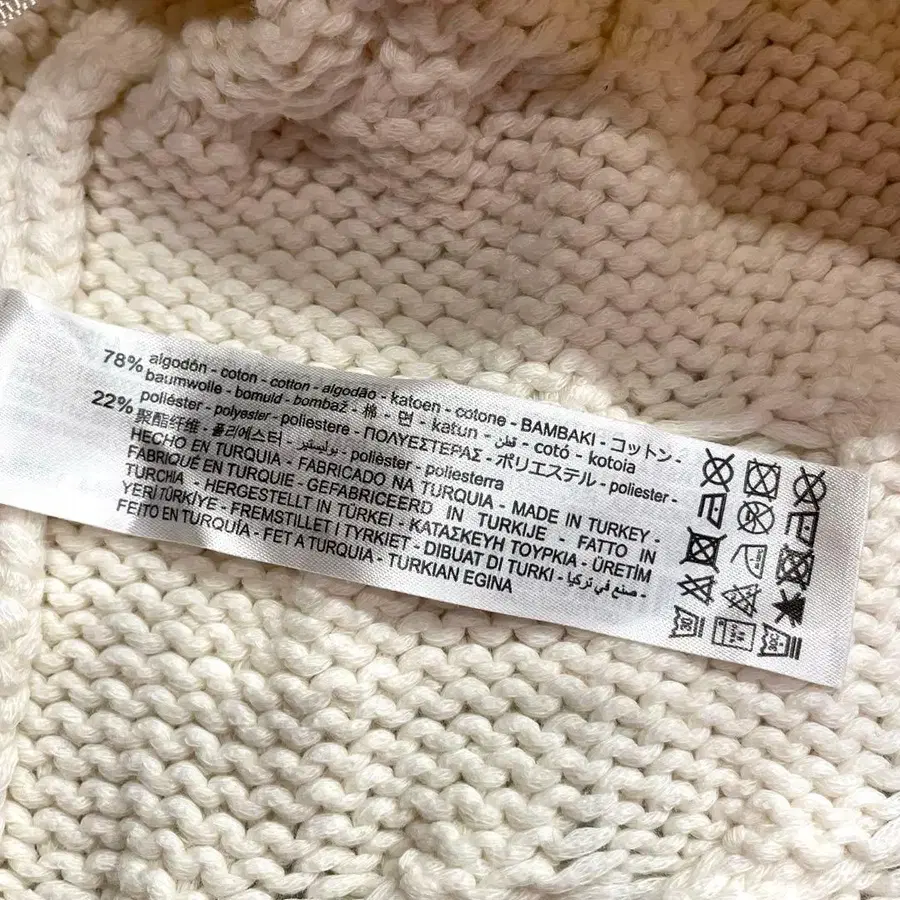 78% algodón - coton - cotton - algodão - katoen - cotone - ΒΑΜΒΑΚΙ - コットン -
baumwolle - bomuld - bombaž - 棉 - 면 - katun - قطن - cotó - kotoia
22% poliéster - polyester - poliestere - ΠΟΛΥΕΣΤΕΡΑΣ - ポリエステル - poliester -
聚酯纤维 - 폴리에스터 - بوليستير - polièster - poliesterra
HECHO EN TURQUIA - FABRICADO NA TURQUIA - MADE IN TURKEY -
FABRIQUÉ EN TURQUIE - GEFABRICEERD IN TURKIJE - FATTO IN
TURCHIA - HERGESTELLT IN TÜRKEI - ΚΑΤΑΣΚΕΥΗ ΤΟΥΡΚΙΑ - ÜRETİM
YERİ TÜRKİYE - FREMSTILLET I TYRKIET - DIBUAT DI TURKI - صنع في تركيا -
FEITO EN TURQUÍA - FET A TURQUIA - TURKIAN EGINA
30